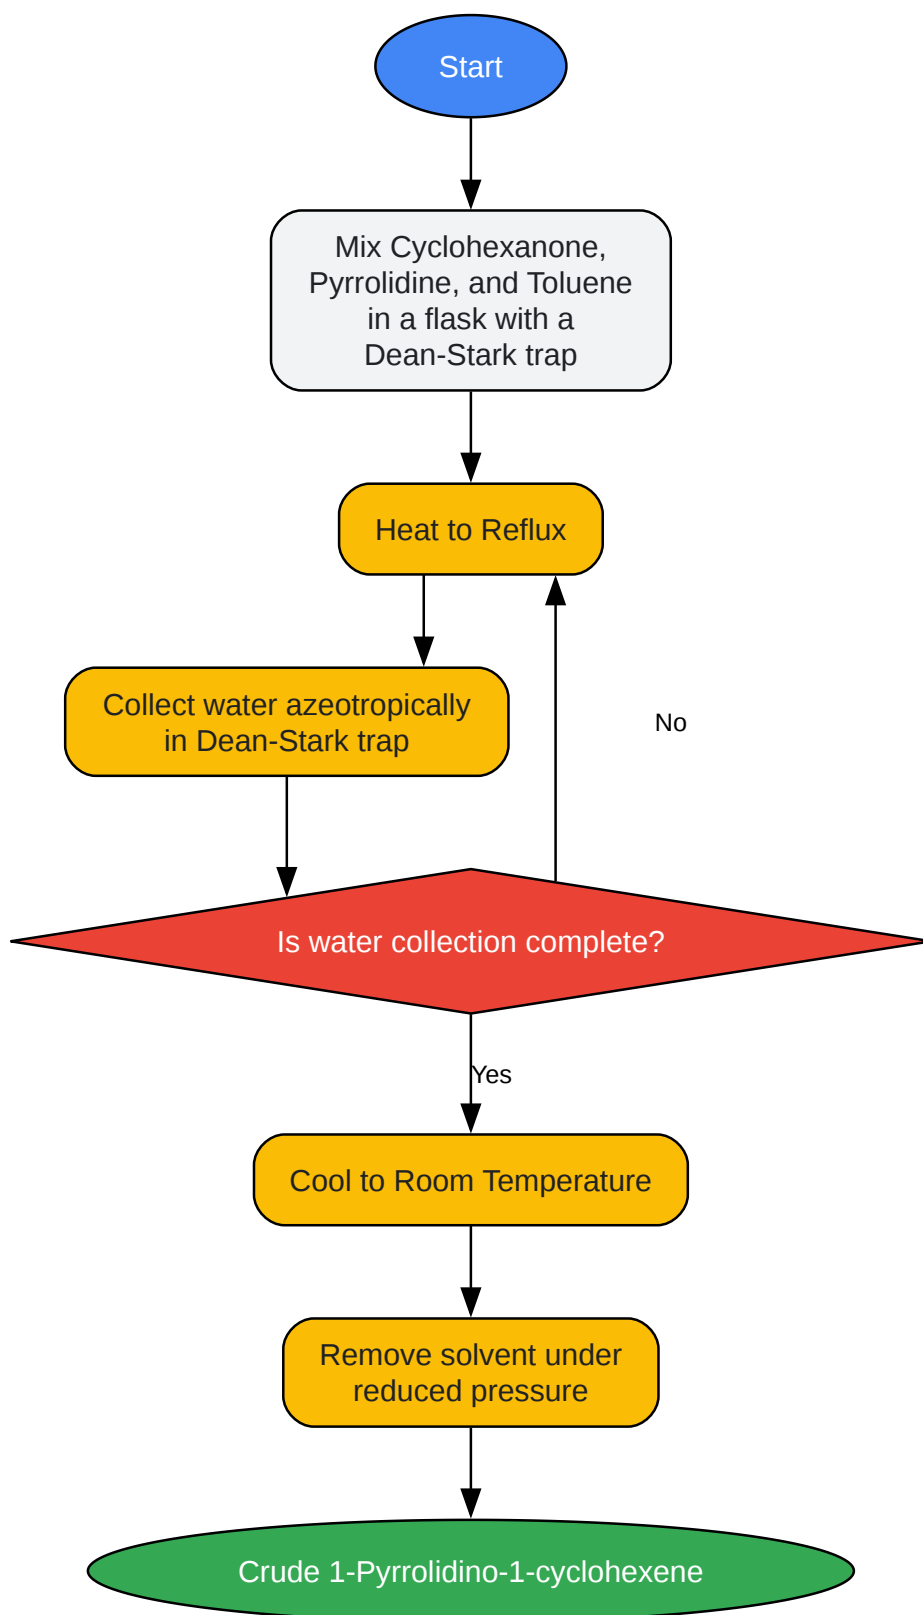 Start
Mix Cyclohexanone,
Pyrrolidine, and Toluene
in a flask with a
Dean-Stark trap
Heat to Reflux
Collect water azeotropically
in Dean-Stark trap
No
Is water collection complete?
Yes
Cool to Room Temperature
Remove solvent under
reduced pressure
Crude 1-Pyrrolidino-1-cyclohexene